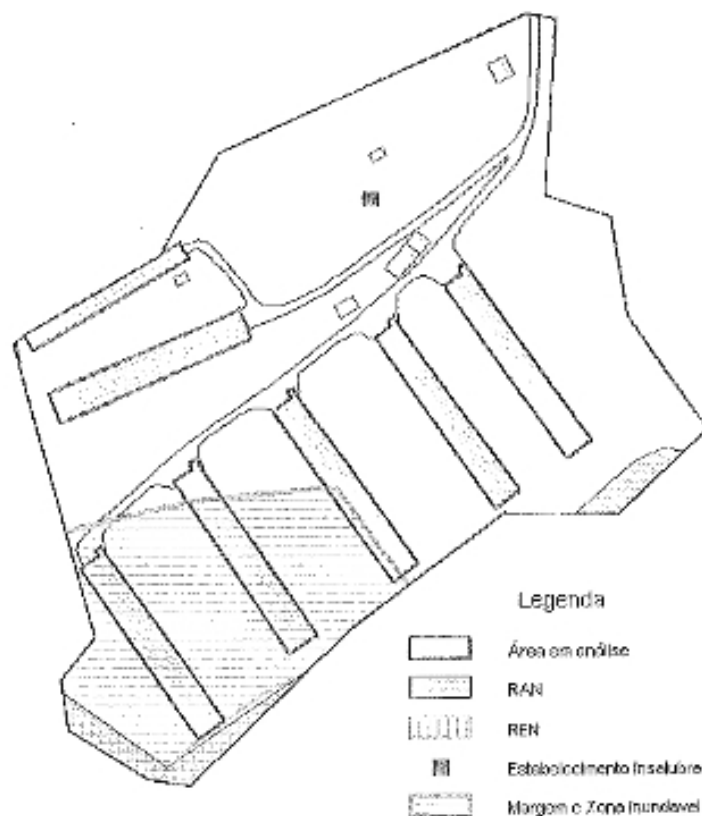 Legenda
Área em análise
RAN
REN
Estabelecimento Insalubre
Margem e Zona Inundável